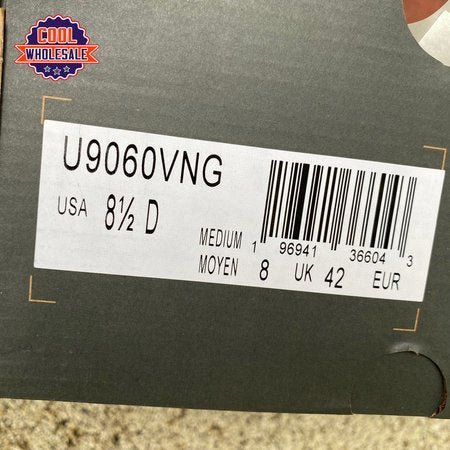 COOL
WHOLESALE
U9060VNG
USA 8½ D
MEDIUM
MOYEN
1 96941 36604 3
8 UK 42 EUR